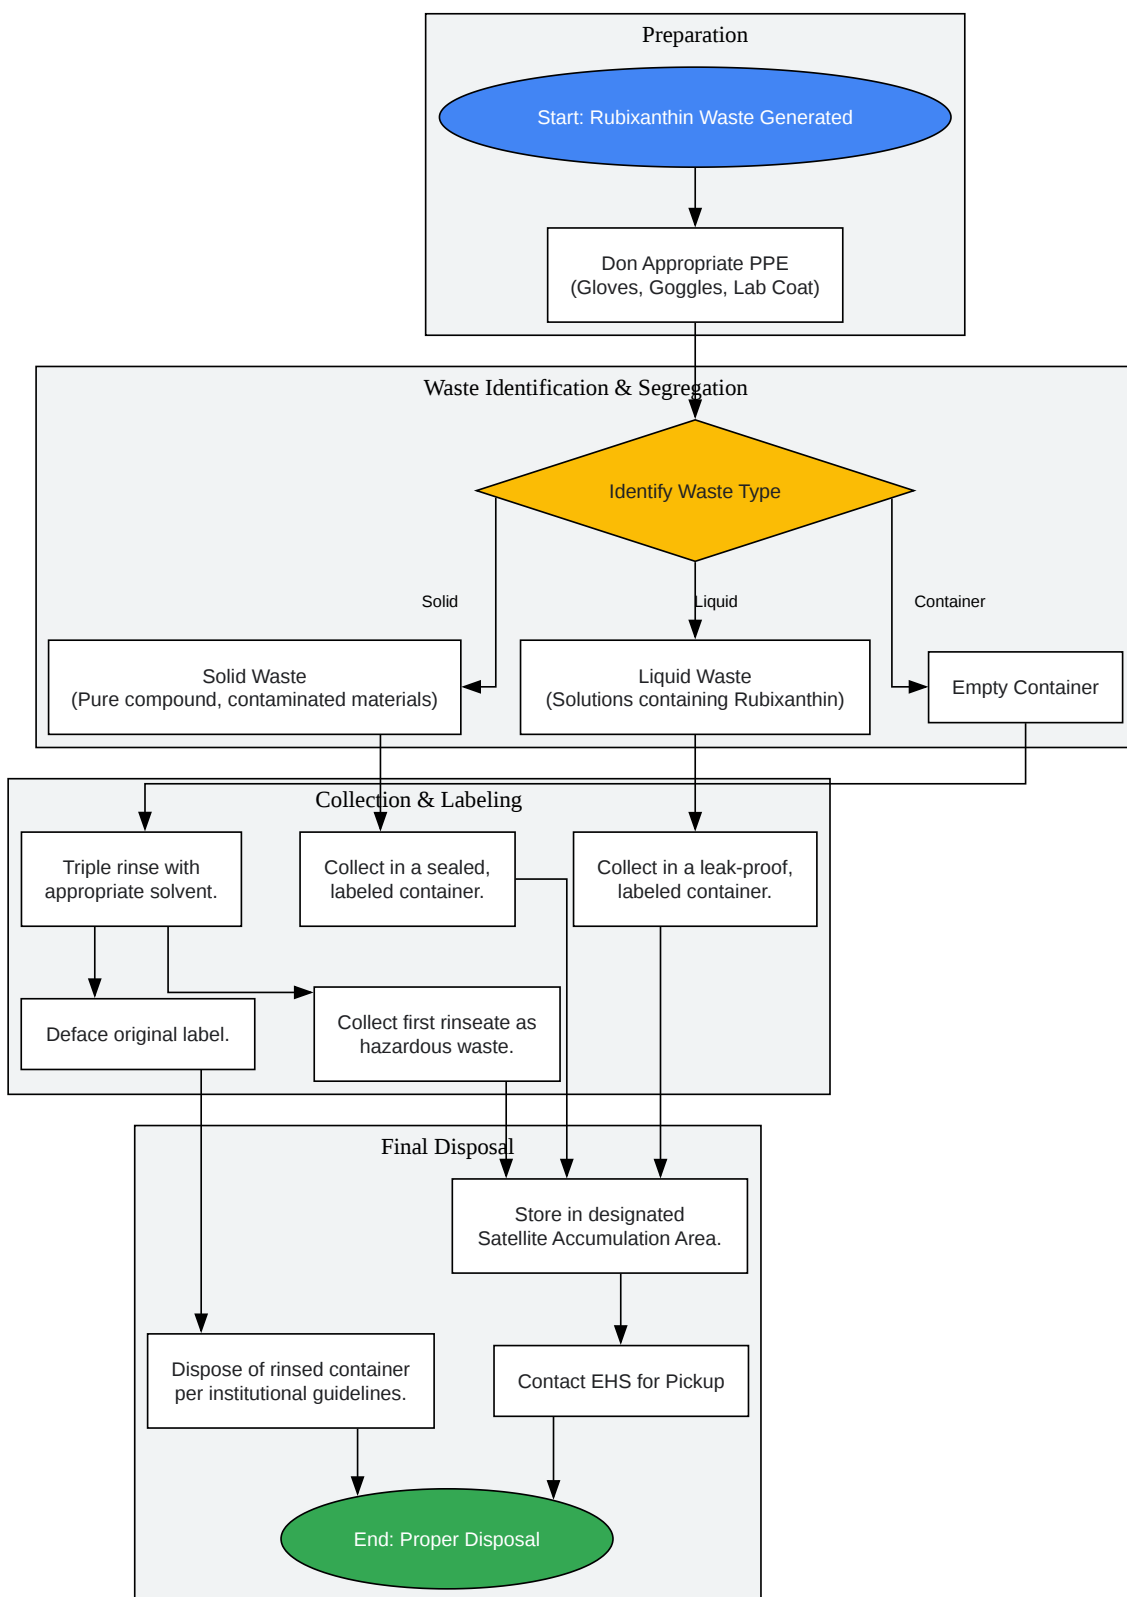 Preparation
Start: Rubixanthin Waste Generated
Don Appropriate PPE
(Gloves, Goggles, Lab Coat)
Waste Identification & Segregation
Identify Waste Type
Solid
Liquid
Container
Solid Waste
(Pure compound, contaminated materials)
Liquid Waste
(Solutions containing Rubixanthin)
Empty Container
Collection & Labeling
Triple rinse with
appropriate solvent.
Collect in a sealed,
labeled container.
Collect in a leak-proof,
labeled container.
Deface original label.
Collect first rinseate as
hazardous waste.
Final Disposal
Store in designated
Satellite Accumulation Area.
Dispose of rinsed container
per institutional guidelines.
Contact EHS for Pickup
End: Proper Disposal